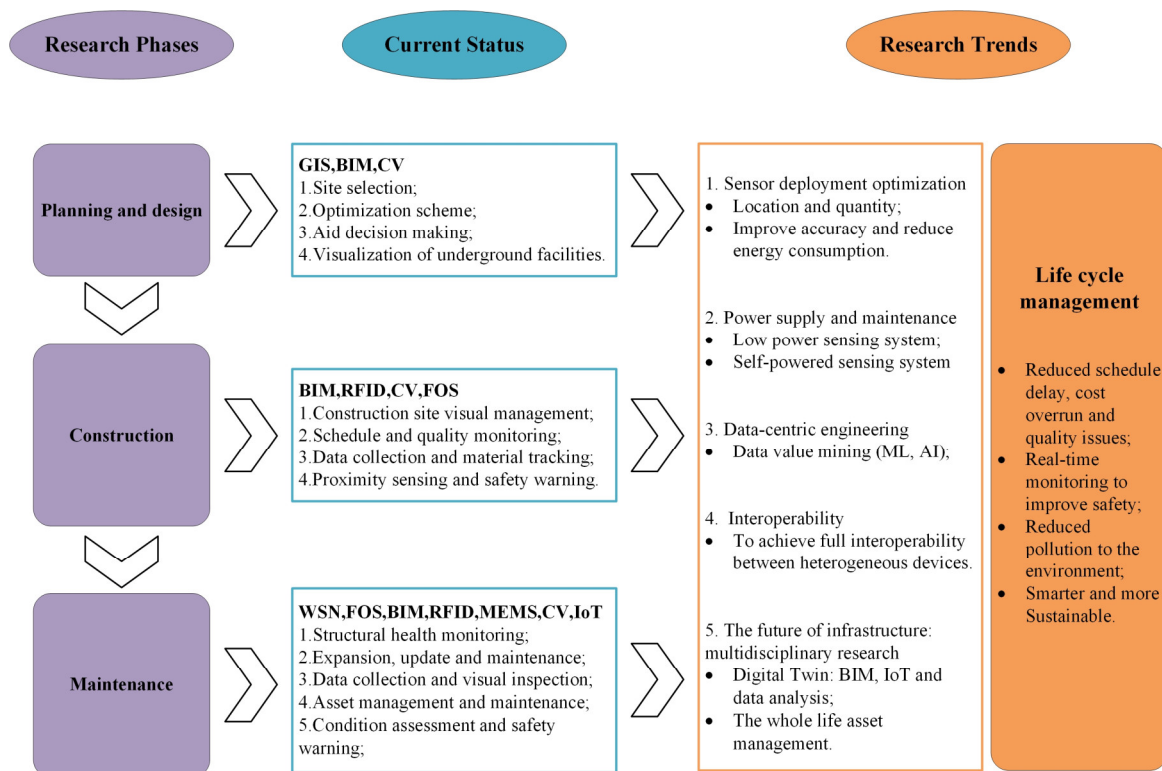 Research Phases
Current Status
Research Trends
Planning and design
GIS,BIM,CV
1.Site selection;
2.Optimization scheme;
3.Aid decision making;
4.Visualization of underground facilities.
Construction
BIM,RFID,CV,FOS
1.Construction site visual management;
2.Schedule and quality monitoring;
3.Data collection and material tracking;
4.Proximity sensing and safety warning.
Maintenance
WSN,FOS,BIM,RFID,MEMS,CV,IoT
1.Structural health monitoring;
2.Expansion, update and maintenance;
3.Data collection and visual inspection;
4.Asset management and maintenance;
5.Condition assessment and safety
warning;
1. Sensor deployment optimization
• Location and quantity;
• Improve accuracy and reduce
energy consumption.
2. Power supply and maintenance
• Low power sensing system;
• Self-powered sensing system
3. Data-centric engineering
• Data value mining (ML, AI);
4. Interoperability
• To achieve full interoperability
between heterogeneous devices.
5. The future of infrastructure:
multidisciplinary research
• Digital Twin: BIM, IoT and
data analysis;
• The whole life asset
management.
Life cycle
management
• Reduced schedule
delay, cost
overrun and
quality issues;
• Real-time
monitoring to
improve safety;
• Reduced
pollution to the
environment;
• Smarter and more
Sustainable.